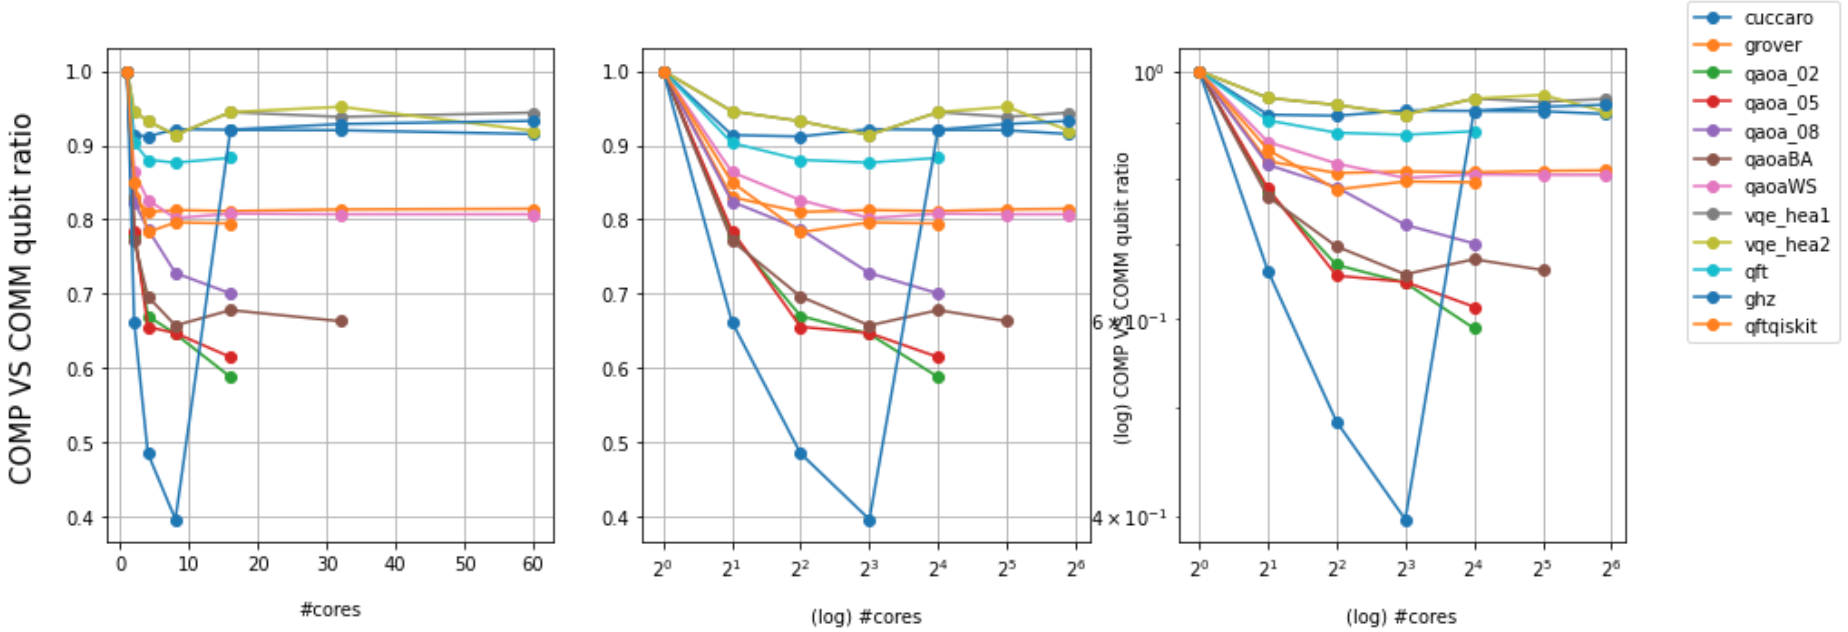 COMP VS COMM qubit ratio
1.0
0.9
0.8
0.7
0.6
0.5
0.4
0 10 20 30 40 50 60
#cores
1.0
0.9
0.8
0.7
0.6
0.5
0.4
2⁰ 2¹ 2² 2³ 2⁴ 2⁵ 2⁶
(log) #cores
(log) COMP VS COMM qubit ratio
10⁰
6 × 10⁻¹
4 × 10⁻¹
2⁰ 2¹ 2² 2³ 2⁴ 2⁵ 2⁶
(log) #cores
cuccaro
grover
qaoa_02
qaoa_05
qaoa_08
qaoaBA
qaoaWS
vqe_hea1
vqe_hea2
qft
ghz
qftqiskit